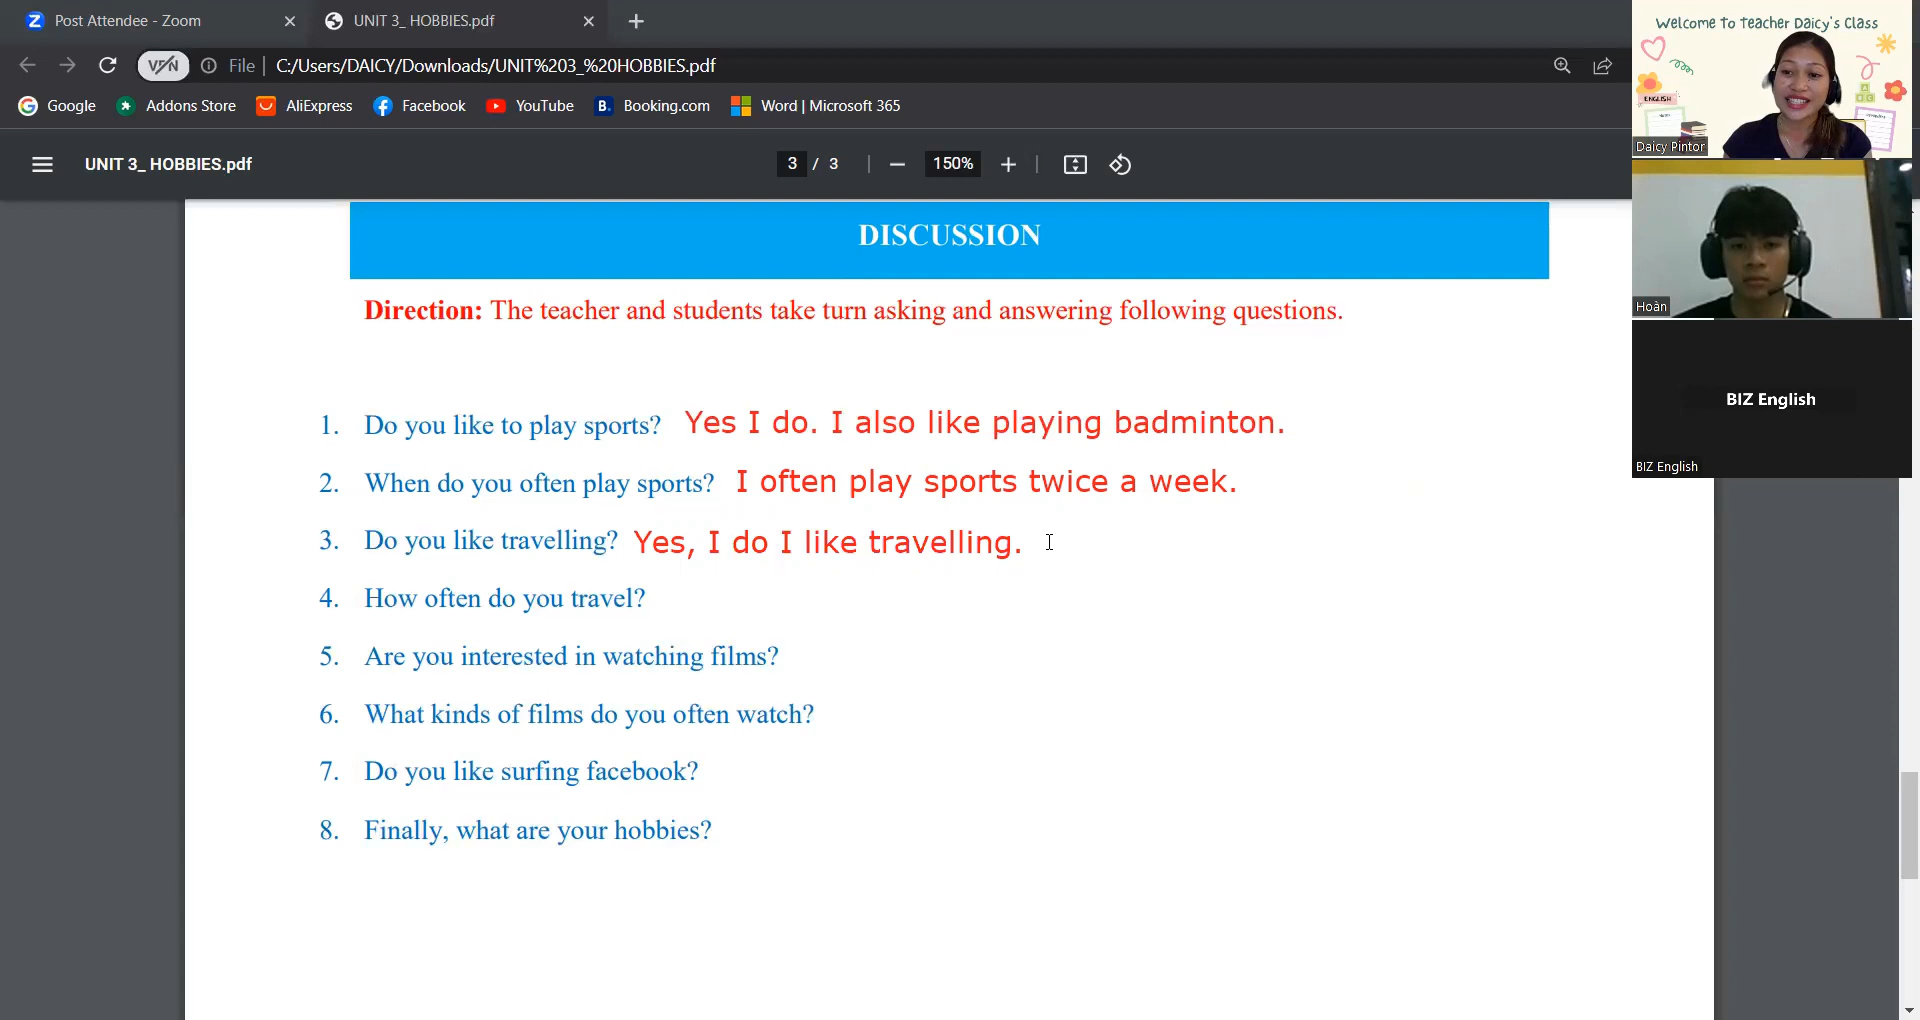 Post Attendee - Zoom
UNIT 3_ HOBBIES.pdf
VPN
File | C:/Users/DAICY/Downloads/UNIT%203_%20HOBBIES.pdf
Google
Addons Store
AliExpress
Facebook
YouTube
B. Booking.com
Word | Microsoft 365
UNIT 3_ HOBBIES.pdf
3 / 3
150%
Welcome to Teacher Daicy's Class
ENGLISH
Daicy Pintor
Hoàn
BIZ English
BIZ English
DISCUSSION
Direction: The teacher and students take turn asking and answering following questions.
1. Do you like to play sports? Yes I do. I also like playing badminton.
2. When do you often play sports? I often play sports twice a week.
3. Do you like travelling? Yes, I do I like travelling.
4. How often do you travel?
5. Are you interested in watching films?
6. What kinds of films do you often watch?
7. Do you like surfing facebook?
8. Finally, what are your hobbies?